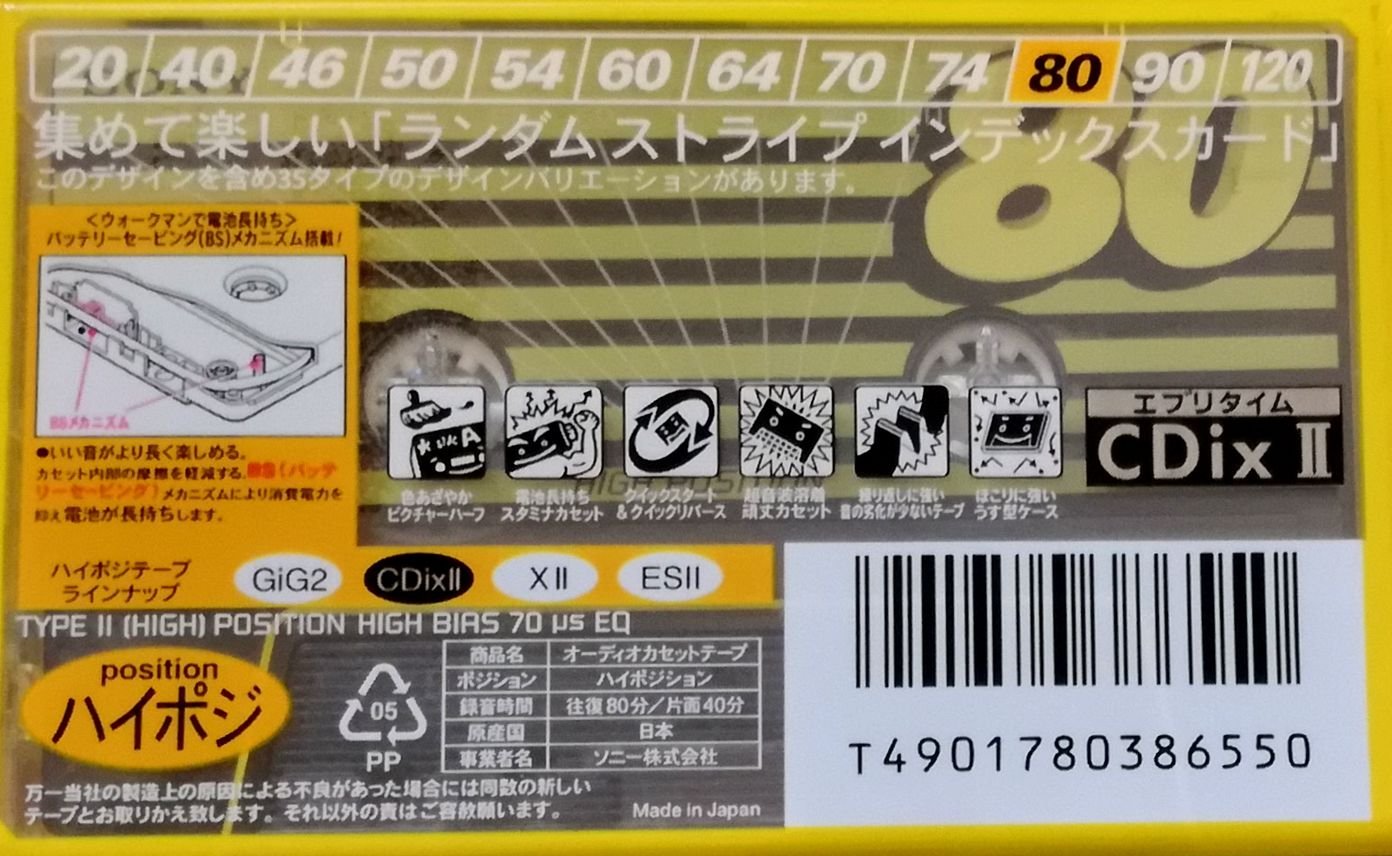 20 40 46 50 54 60 64 70 74 80 90 120
集めて楽しい「ランダム ストライプ インデックスカード」
このデザインを含め3Sタイプのデザインバリエーションがあります。
80
<ウォークマンで電池長持ち>
バッテリーセービング(BS)メカニズム搭載!
BSメカニズム
●いい音がより長く楽しめる。
カセット内部の摩擦を軽減する
リーセービング)メカニズムにより消費電力を
抑え電池が長持ちします。
色あざやか
ピクチャーハーフ
電池長持ち
スタミナカセット
クイックスタート
&クイックリバース
超音波溶着
頑丈カセット
繰り返しに強い
音の劣化が少ないテープ
ほこりに強い
うす型ケース
HIGH POSITION
エブリタイム
CDix II
ハイポジテープ
ラインナップ
GiG2 CDixII XII ESII
TYPE II (HIGH) POSITION HIGH BIAS 70 µs EQ
position
ハイポジ
05
PP
商品名 オーディオカセットテープ
ポジション ハイポジション
録音時間 往復80分/片面40分
原産国 日本
事業者名 ソニー株式会社
万一当社の製造上の原因による不良があった場合には同数の新しい
テープとお取りかえ致します。それ以外の責はご容赦願います。
Made in Japan
T4901780386550